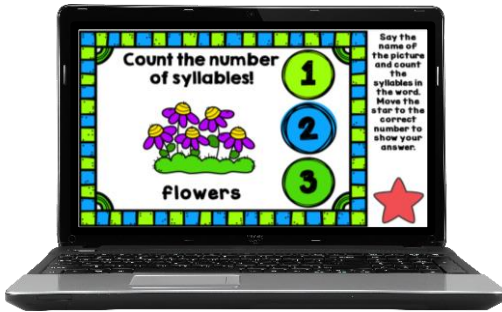 Count the number
of syllables!
1
2
3
flowers
Say the
name of
the picture
and count
the
syllables in
the word.
Move the
star to the
correct
number to
show your
answer.